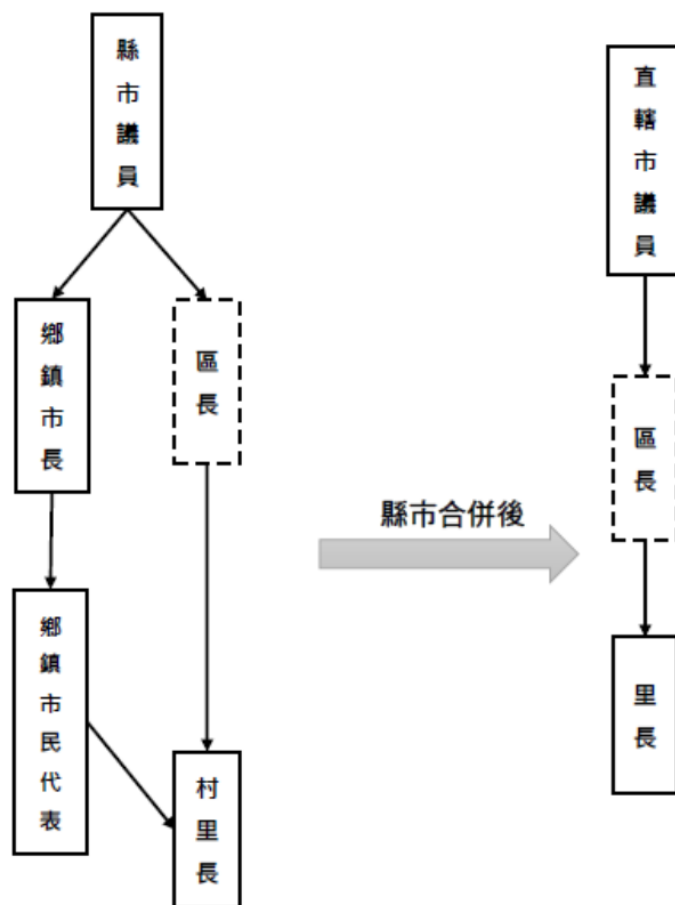 縣市議員
鄉鎮市長
區長
鄉鎮市民代表
村里長
縣市合併後
直轄市議員
區長
里長